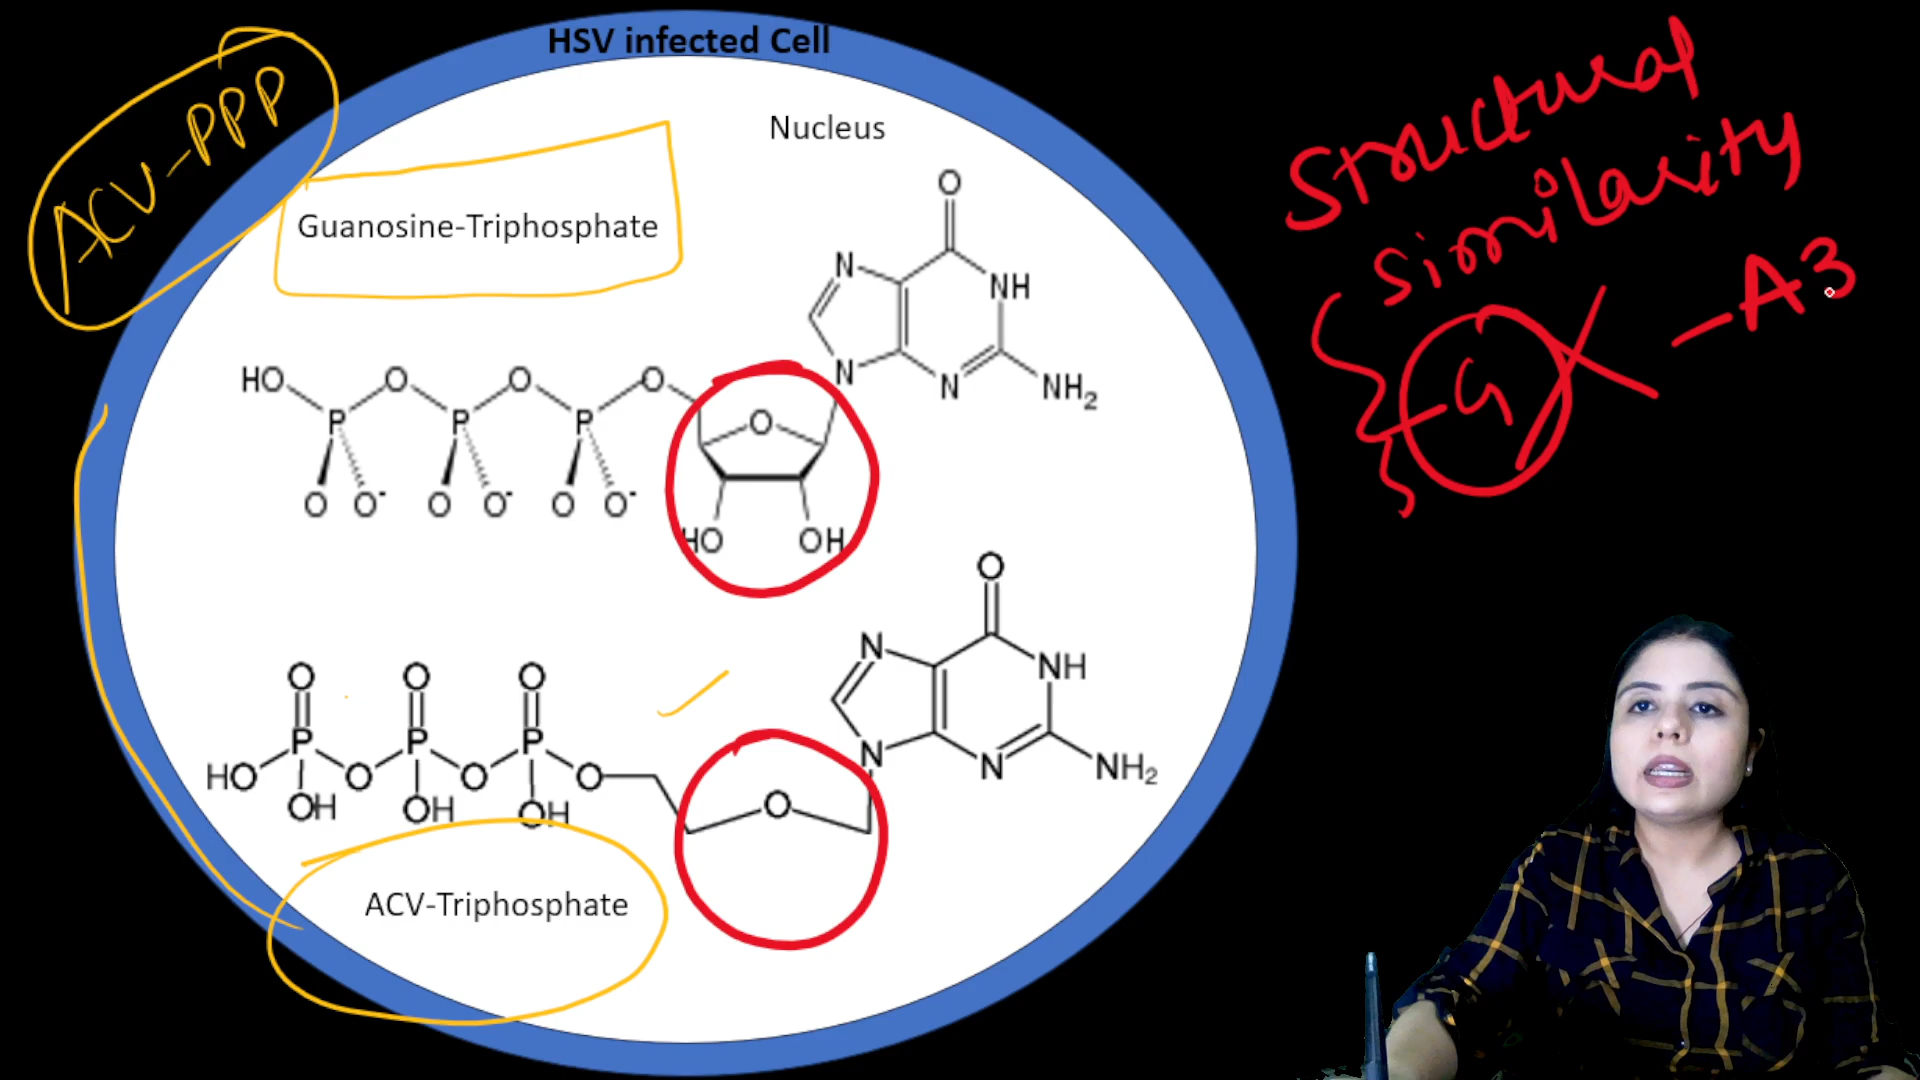 HSV infected Cell
ACV-PPP
Nucleus
Guanosine-Triphosphate
O
N
NH
N
N
NH2
HO
O
O
O
P
P
P
O
O
O-
O
O-
O
O-
HO
OH
O
N
NH
N
N
NH2
O
O
O
P
P
P
HO
O
O
O
O
OH
OH
OH
ACV-Triphosphate
Structural
similarity
-G
-A3